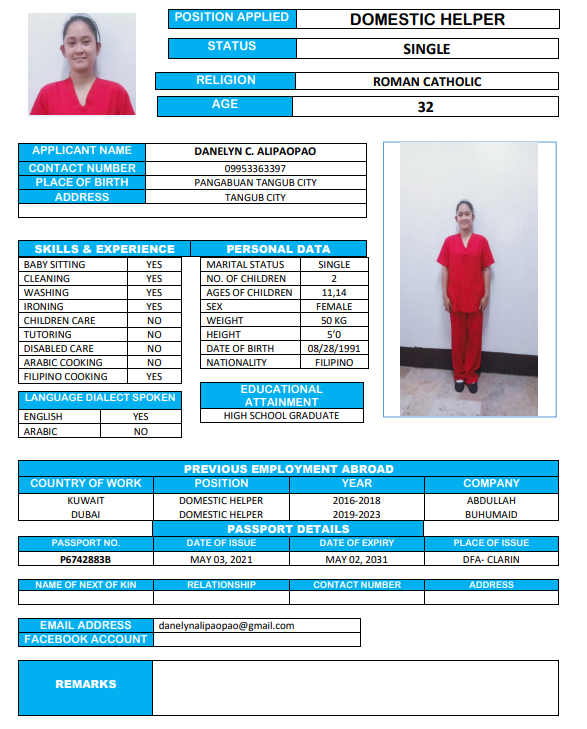 POSITION APPLIED DOMESTIC HELPER
STATUS SINGLE
RELIGION ROMAN CATHOLIC
AGE 32
APPLICANT NAME DANELYN C. ALIPAOPAO
CONTACT NUMBER 09953363397
PLACE OF BIRTH PANGABUAN TANGUB CITY
ADDRESS TANGUB CITY
SKILLS & EXPERIENCE PERSONAL DATA
BABY SITTING YES MARITAL STATUS SINGLE
CLEANING YES NO. OF CHILDREN 2
WASHING YES AGES OF CHILDREN 11,14
IRONING YES SEX FEMALE
CHILDREN CARE NO WEIGHT 50 KG
TUTORING NO HEIGHT 5'0
DISABLED CARE NO DATE OF BIRTH 08/28/1991
ARABIC COOKING NO NATIONALITY FILIPINO
FILIPINO COOKING YES
EDUCATIONAL
ATTAINMENT
HIGH SCHOOL GRADUATE
LANGUAGE DIALECT SPOKEN
ENGLISH YES
ARABIC NO
PREVIOUS EMPLOYMENT ABROAD
COUNTRY OF WORK POSITION YEAR COMPANY
KUWAIT DOMESTIC HELPER 2016-2018 ABDULLAH
DUBAI DOMESTIC HELPER 2019-2023 BUHUMAID
PASSPORT DETAILS
PASSPORT NO. DATE OF ISSUE DATE OF EXPIRY PLACE OF ISSUE
P6742883B MAY 03, 2021 MAY 02, 2031 DFA- CLARIN
NAME OF NEXT OF KIN RELATIONSHIP CONTACT NUMBER ADDRESS
EMAIL ADDRESS danelynalipaopao@gmail.com
FACEBOOK ACCOUNT
REMARKS